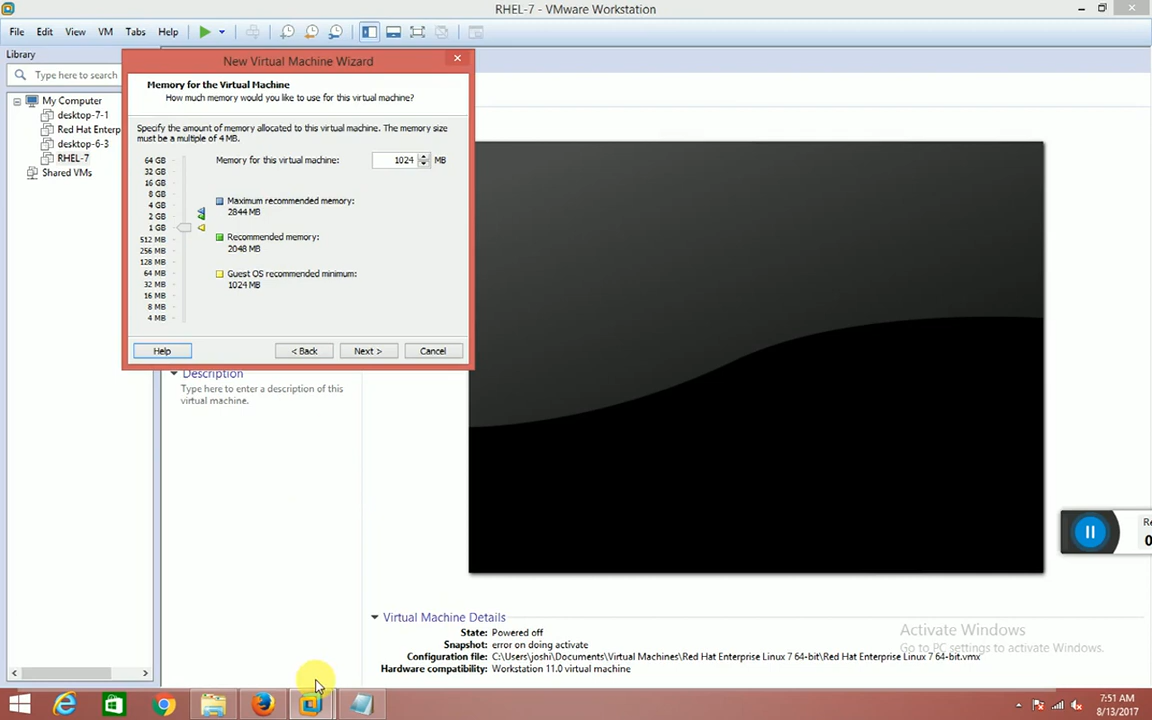 RHEL-7 - VMware Workstation
File Edit View VM Tabs Help
Library
Type here to search
My Computer
desktop-7-1
Red Hat Enterp
desktop-6-3
RHEL-7
Shared VMs
New Virtual Machine Wizard
Memory for the Virtual Machine
How much memory would you like to use for this virtual machine?
Specify the amount of memory allocated to this virtual machine. The memory size
must be a multiple of 4 MB.
Memory for this virtual machine: 1024 MB
64 GB
32 GB
16 GB
8 GB
4 GB
2 GB
1 GB
512 MB
256 MB
128 MB
64 MB
32 MB
16 MB
8 MB
4 MB
Maximum recommended memory:
2844 MB
Recommended memory:
2048 MB
Guest OS recommended minimum:
1024 MB
Help < Back Next > Cancel
Description
Type here to enter a description of this
virtual machine.
Re
0
Virtual Machine Details
State: Powered off
Snapshot: error on doing activate
Configuration file: C:\Users\joshi\Documents\Virtual Machines\Red Hat Enterprise Linux 7 64-bit\Red Hat Enterprise Linux 7 64-bit.vmx
Hardware compatibility: Workstation 11.0 virtual machine
Activate Windows
Go to PC settings to activate Windows.
7:51 AM
8/13/2017